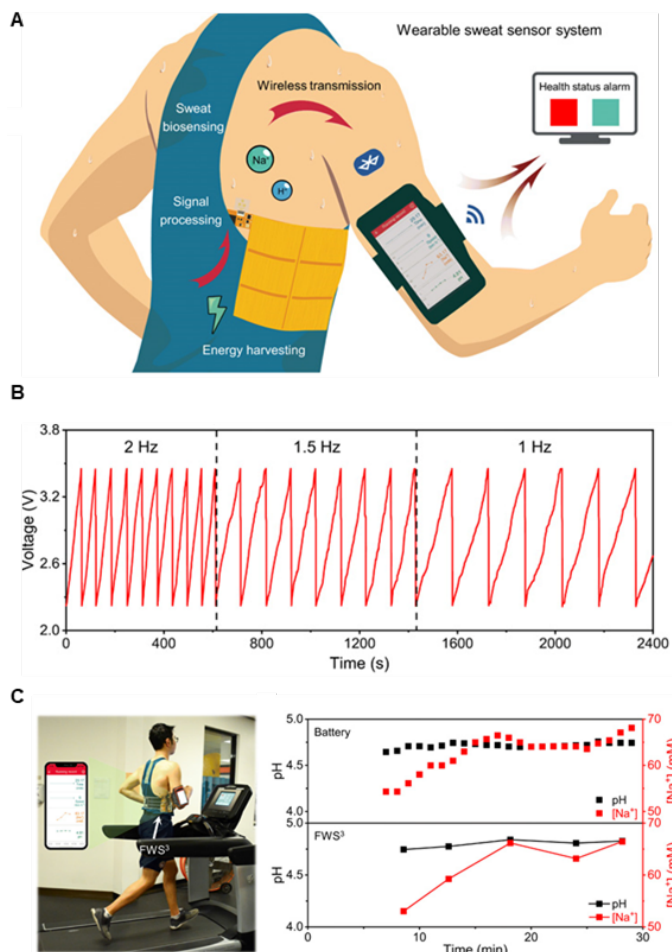 A
Wearable sweat sensor system
Wireless transmission
Health status alarm
Sweat
biosensing
Na⁺
H⁺
Signal
processing
Energy harvesting
B
3.8
3.2
2.6
2.0
Voltage (V)
2 Hz
1.5 Hz
1 Hz
0
400
800
1200
1600
2000
2400
Time (s)
C
FWS³
5.0
4.5
4.0
pH
Battery
pH
[Na⁺]
70
65
60
55
50
[Na⁺] (mM)
5.0
4.5
4.0
pH
FWS³
pH
[Na⁺]
70
65
60
55
50
[Na⁺] (mM)
0
10
20
30
Time (min)